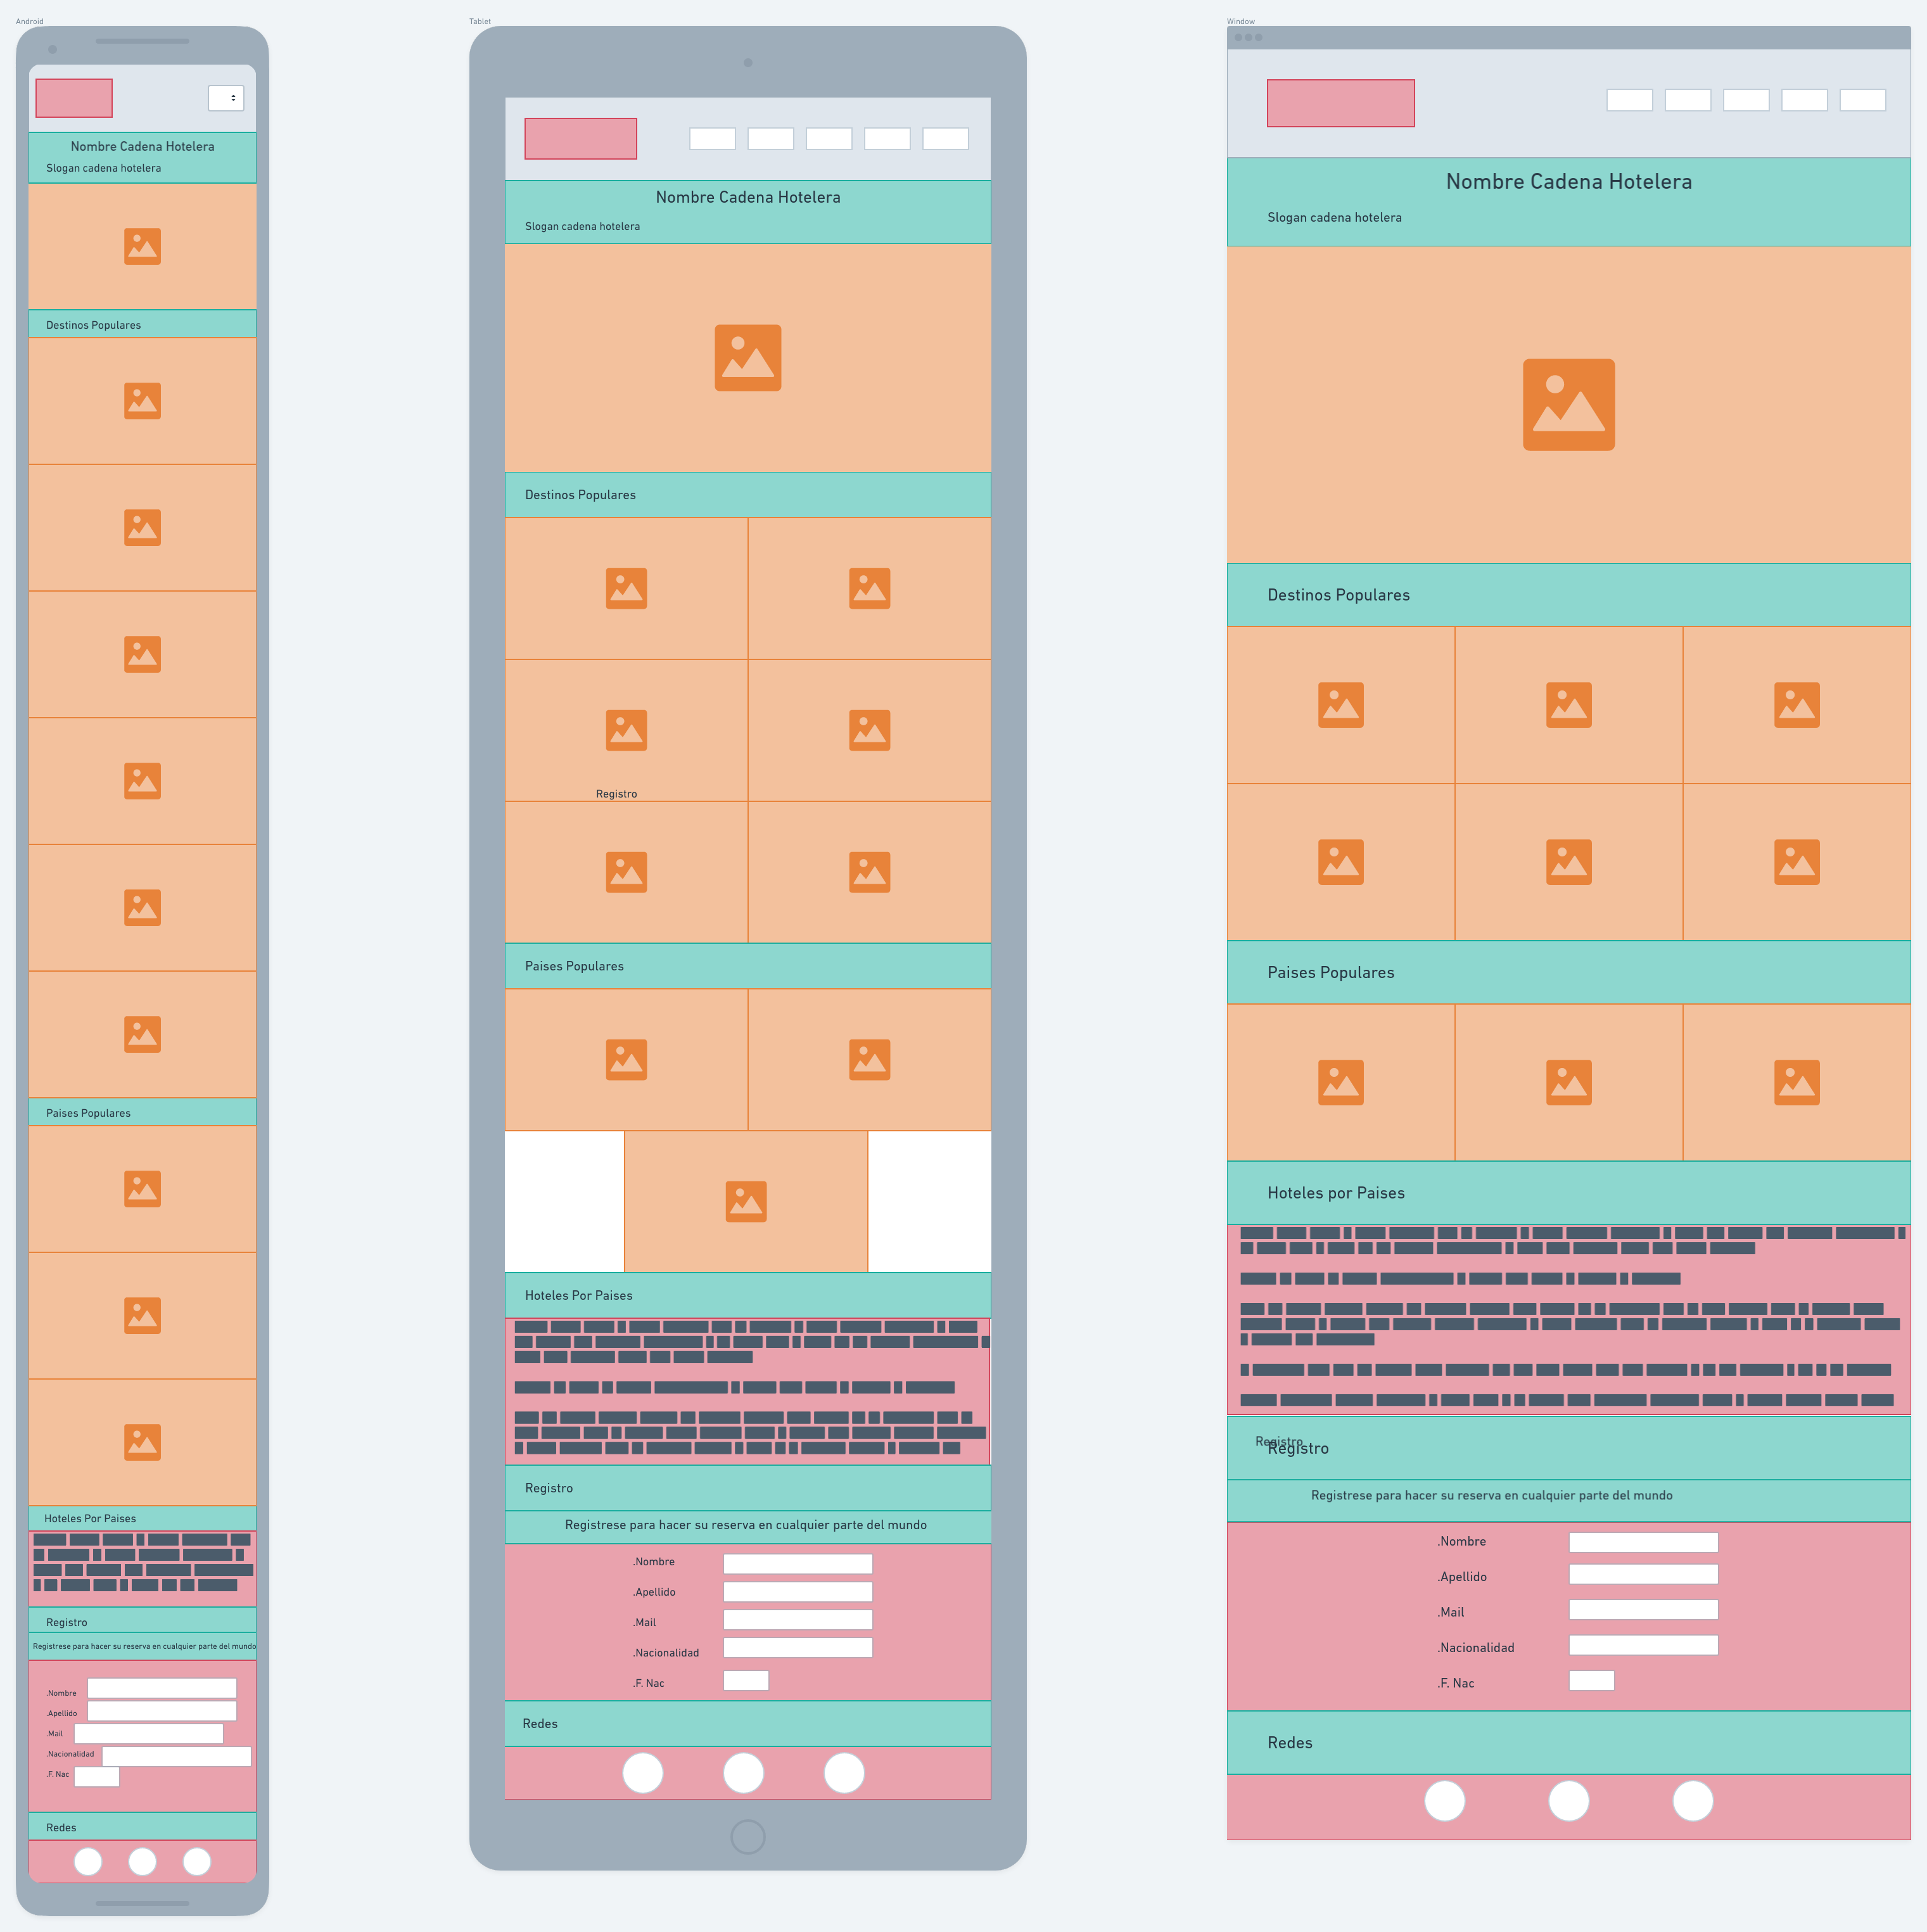 Android
Nombre Cadena Hotelera
Slogan cadena hotelera
Destinos Populares
Paises Populares
Hoteles Por Paises
Registro
Registrese para hacer su reserva en cualquier parte del mundo
.Nombre
.Apellido
.Mail
.Nacionalidad
.F. Nac
Redes
Tablet
Nombre Cadena Hotelera
Slogan cadena hotelera
Destinos Populares
Registro
Paises Populares
Hoteles Por Paises
Registro
Registrese para hacer su reserva en cualquier parte del mundo
.Nombre
.Apellido
.Mail
.Nacionalidad
.F. Nac
Redes
Window
Nombre Cadena Hotelera
Slogan cadena hotelera
Destinos Populares
Paises Populares
Hoteles por Paises
Registro
Registro
Registrese para hacer su reserva en cualquier parte del mundo
.Nombre
.Apellido
.Mail
.Nacionalidad
.F. Nac
Redes